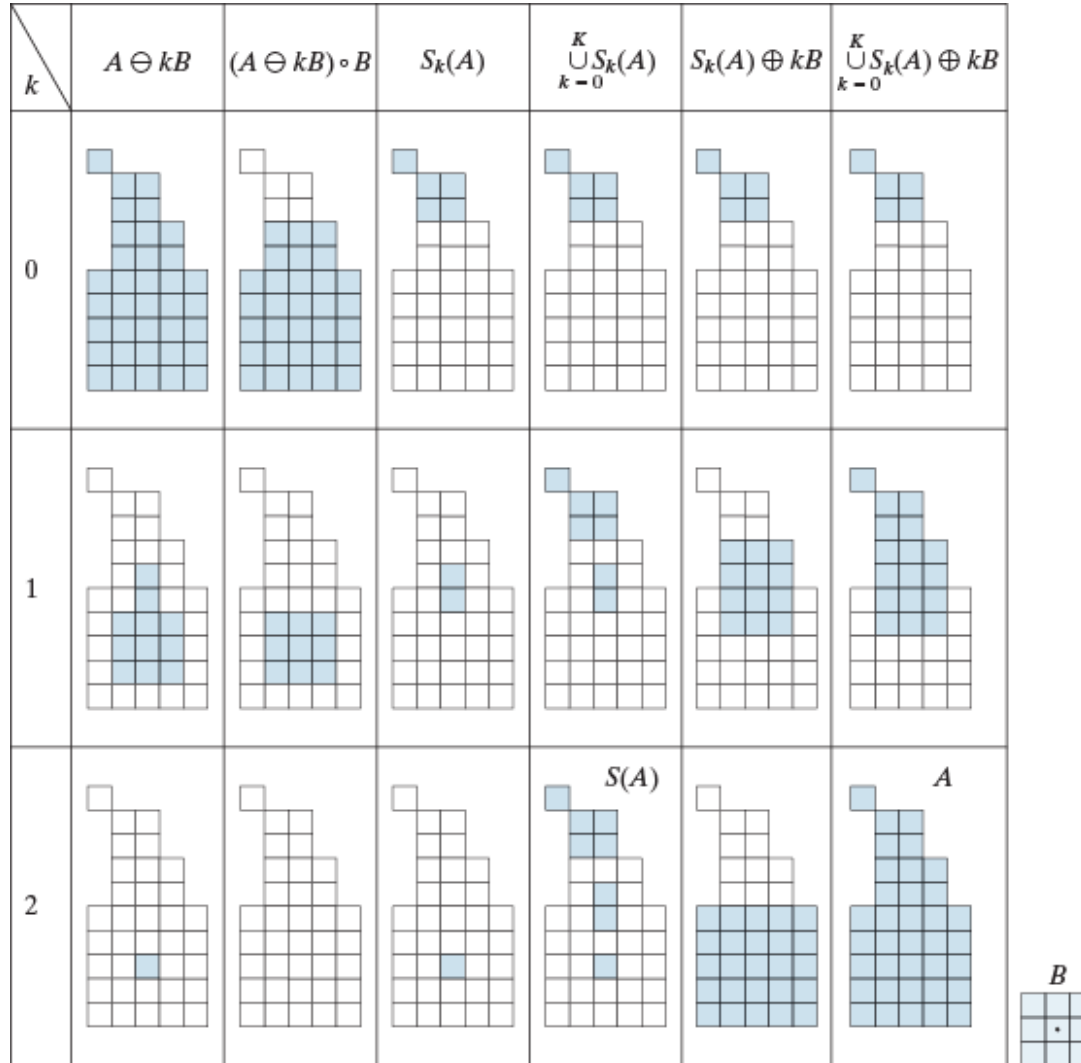 k
A ⊖ kB
(A ⊖ kB) ∘ B
S_k(A)
K ∪ k = 0 S_k(A)
S_k(A) ⊕ kB
K ∪ k = 0 S_k(A) ⊕ kB
0
1
2
S(A)
A
B